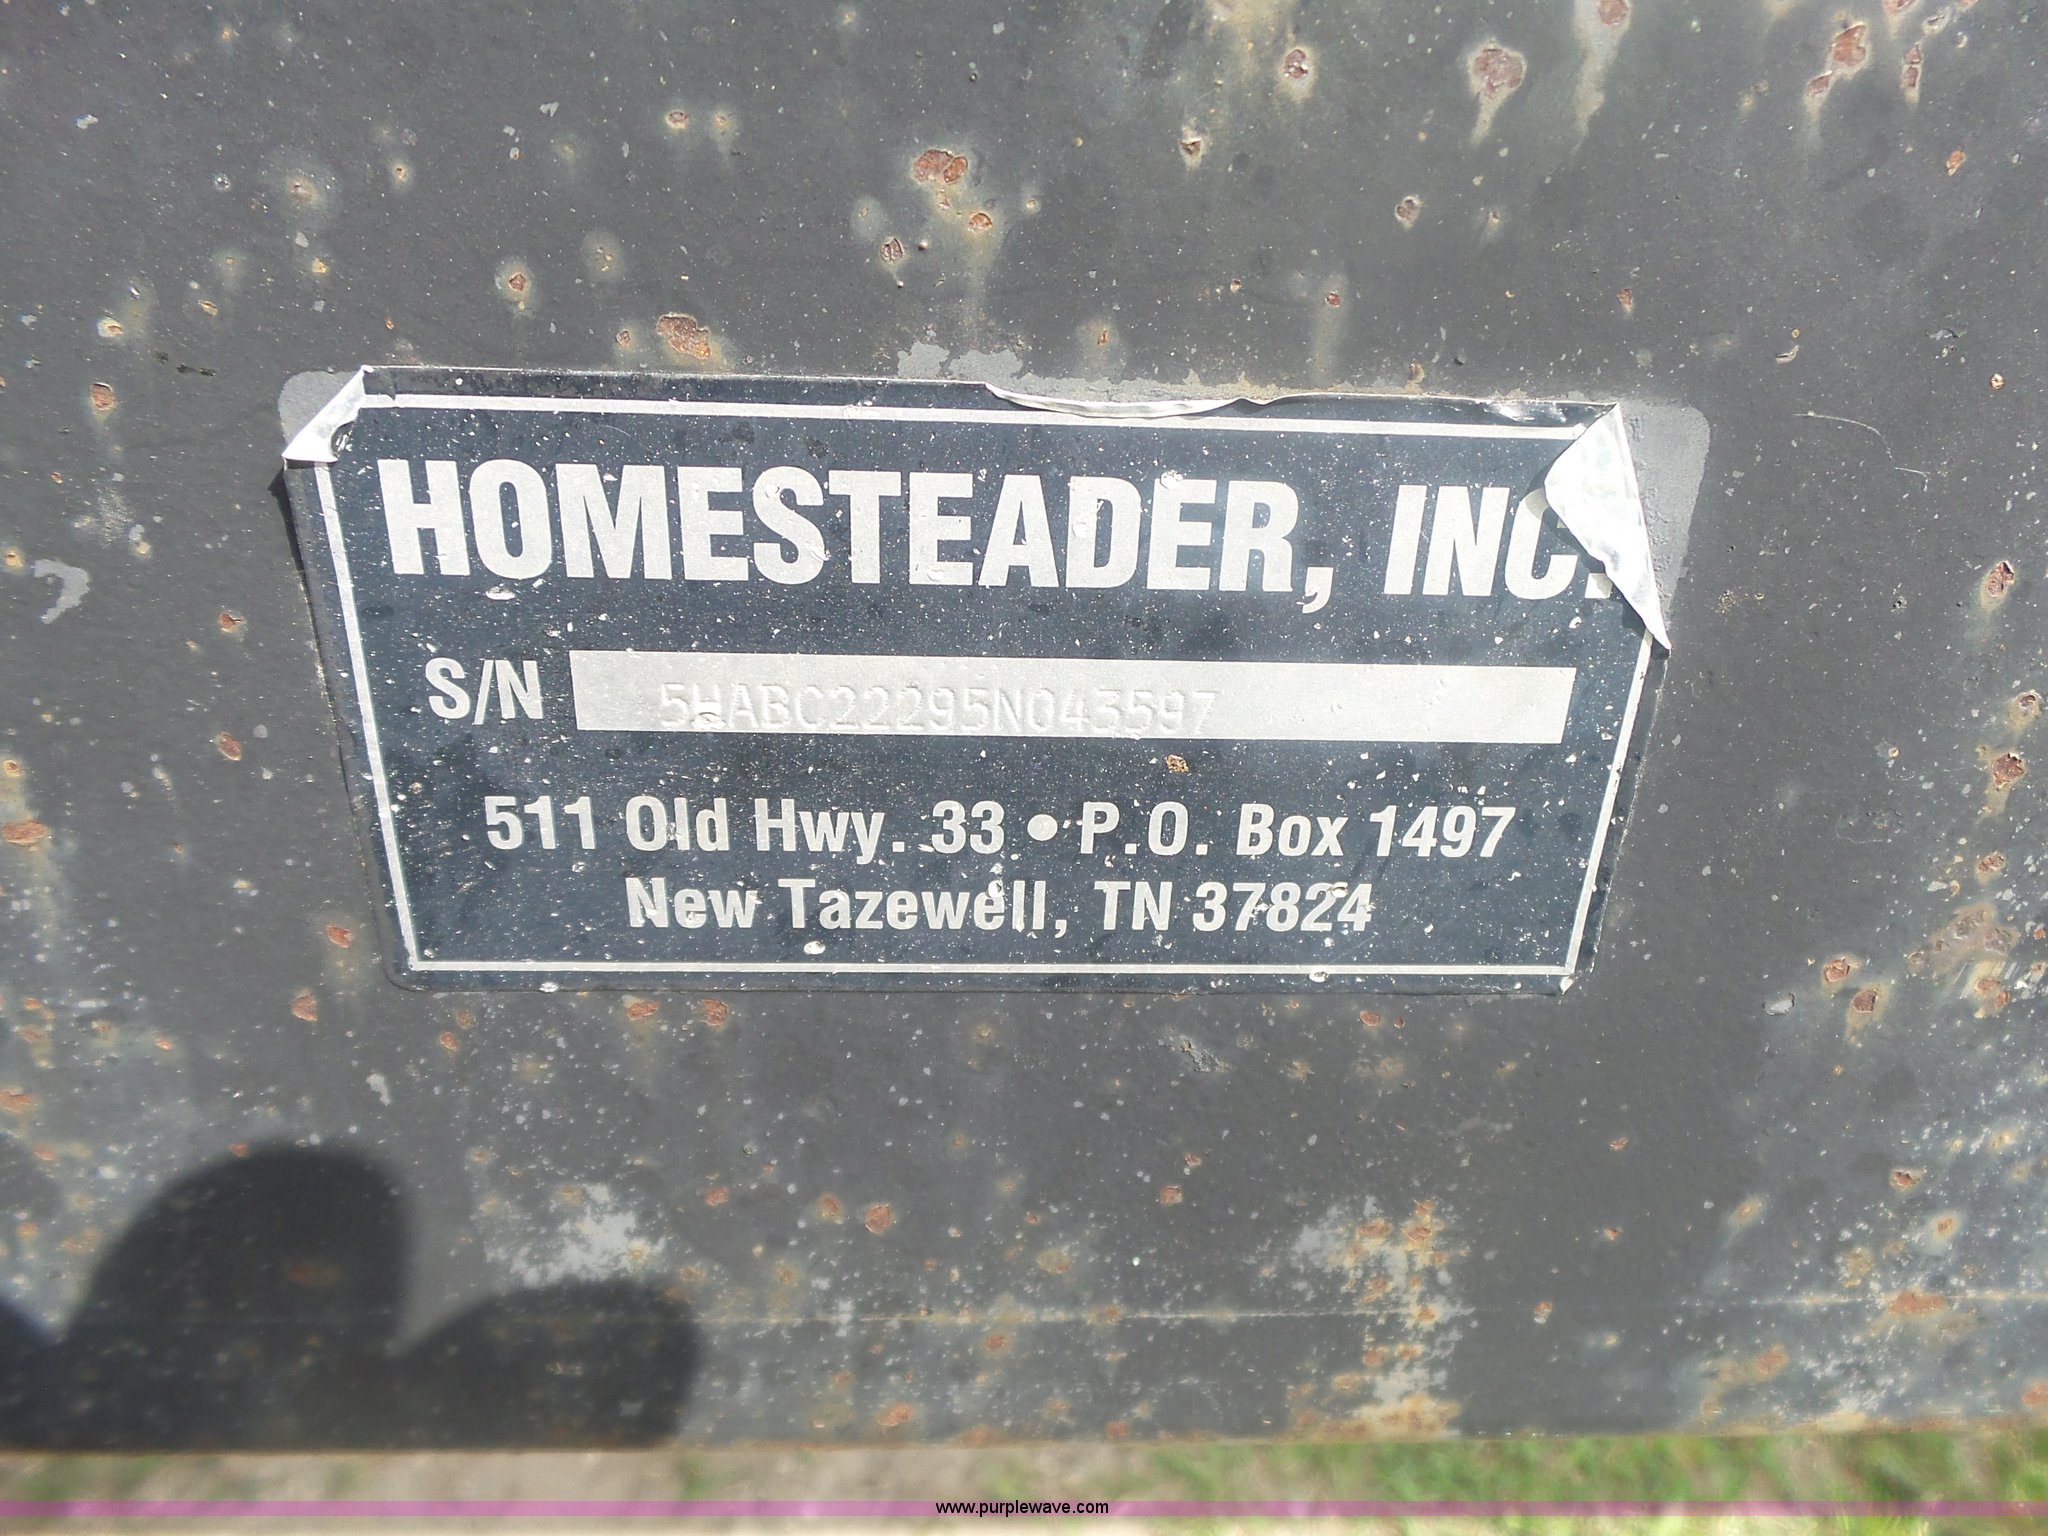 HOMESTEADER, INC.
S/N 5HABC22295N043597
511 Old Hwy. 33 • P.O. Box 1497
New Tazewell, TN 37824
www.purplewave.com